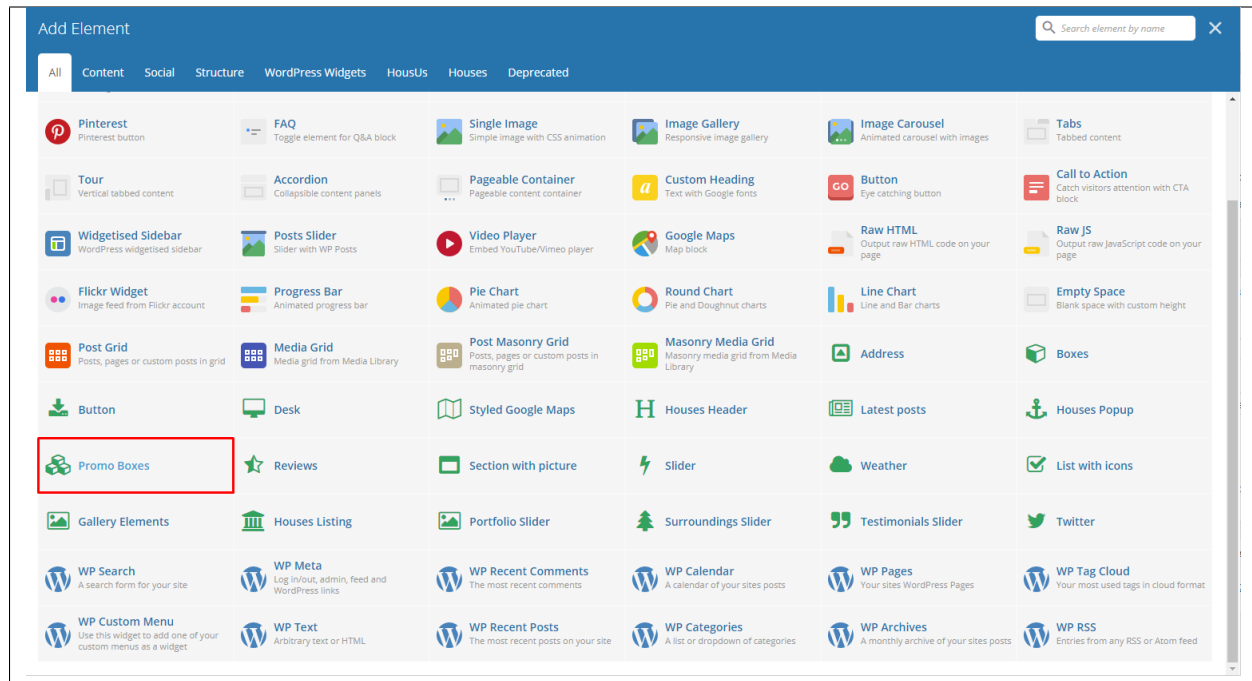 Add Element
Search element by name
All Content Social Structure WordPress Widgets HousUs Houses Deprecated
Pinterest
Pinterest button
FAQ
Toggle element for Q&A block
Single Image
Simple image with CSS animation
Image Gallery
Responsive image gallery
Image Carousel
Animated carousel with images
Tabs
Tabbed content
Tour
Vertical tabbed content
Accordion
Collapsible content panels
Pageable Container
Pageable content container
a
Custom Heading
Text with Google fonts
GO
Button
Eye catching button
Call to Action
Catch visitors attention with CTA
block
Widgetised Sidebar
WordPress widgetised sidebar
Posts Slider
Slider with WP Posts
Video Player
Embed YouTube/Vimeo player
Google Maps
Map block
Raw HTML
Output raw HTML code on your
page
Raw JS
Output raw JavaScript code on your
page
Flickr Widget
Image feed from Flickr account
Progress Bar
Animated progress bar
Pie Chart
Animated pie chart
Round Chart
Pie and Doughnut charts
Line Chart
Line and Bar charts
Empty Space
Blank space with custom height
Post Grid
Posts, pages or custom posts in grid
Media Grid
Media grid from Media Library
Post Masonry Grid
Posts, pages or custom posts in
masonry grid
Masonry Media Grid
Masonry media grid from Media
Library
Address
Boxes
Button
Desk
Styled Google Maps
H Houses Header
Latest posts
Houses Popup
Promo Boxes
Reviews
Section with picture
Slider
Weather
List with icons
Gallery Elements
Houses Listing
Portfolio Slider
Surroundings Slider
Testimonials Slider
Twitter
WP Search
A search form for your site
WP Meta
Log in/out, admin, feed and
WordPress links
WP Recent Comments
The most recent comments
WP Calendar
A calendar of your sites posts
WP Pages
Your sites WordPress Pages
WP Tag Cloud
Your most used tags in cloud format
WP Custom Menu
Use this widget to add one of your
custom menus as a widget
WP Text
Arbitrary text or HTML
WP Recent Posts
The most recent posts on your site
WP Categories
A list or dropdown of categories
WP Archives
A monthly archive of your sites posts
WP RSS
Entries from any RSS or Atom feed